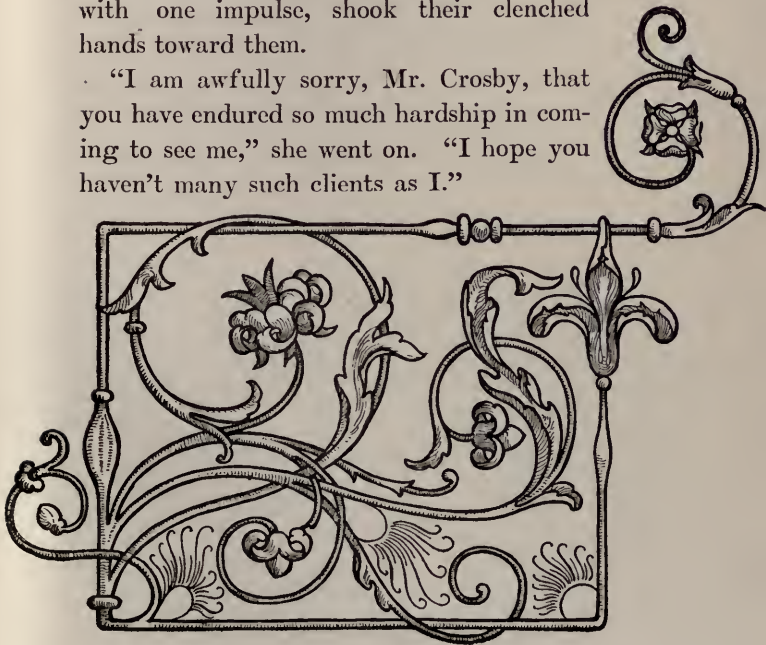 with one impulse, shook their clenched
hands toward them.
"I am awfully sorry, Mr. Crosby, that
you have endured so much hardship in com-
ing to see me," she went on. "I hope you
haven't many such clients as I."